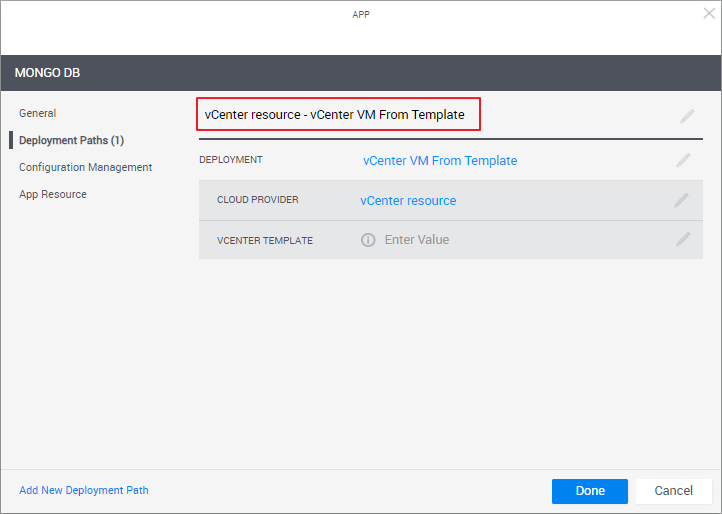 APP
MONGO DB
General
Deployment Paths (1)
Configuration Management
App Resource
vCenter resource - vCenter VM From Template
DEPLOYMENT vCenter VM From Template
CLOUD PROVIDER vCenter resource
VCENTER TEMPLATE Enter Value
Add New Deployment Path
Done Cancel